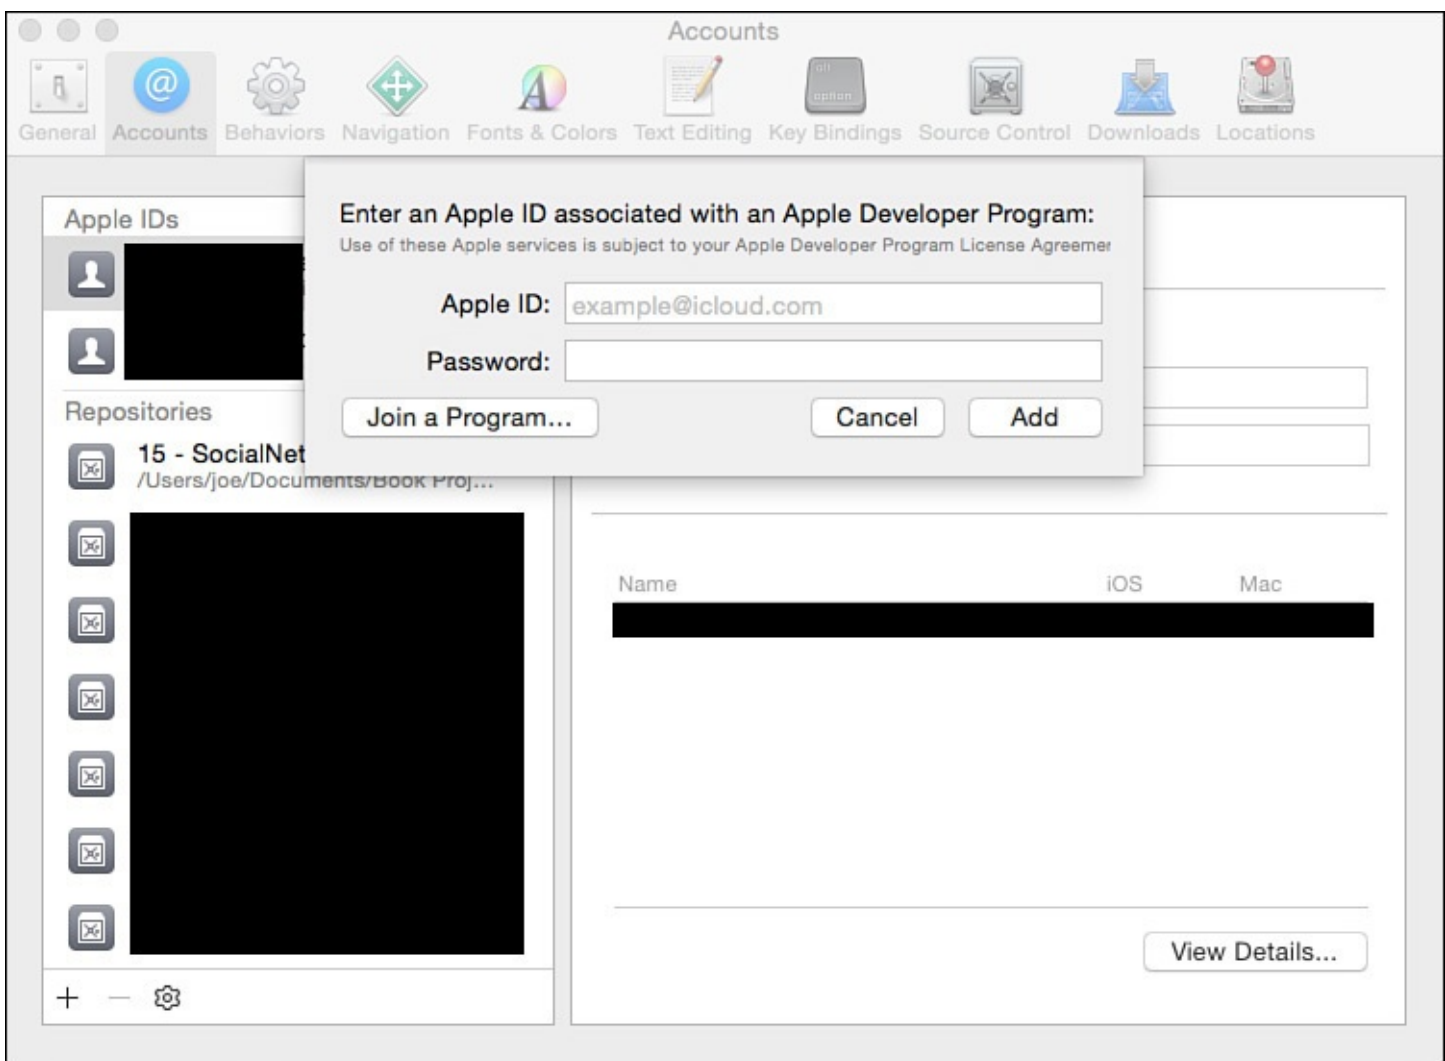 Accounts
General Accounts Behaviors Navigation Fonts & Colors Text Editing Key Bindings Source Control Downloads Locations
Enter an Apple ID associated with an Apple Developer Program:
Use of these Apple services is subject to your Apple Developer Program License Agreemer
Apple ID: example@icloud.com
Password:
Join a Program... Cancel Add
Apple IDs
Repositories
15 - SocialNet
/Users/joe/Documents/Book Proj...
Name iOS Mac
View Details...